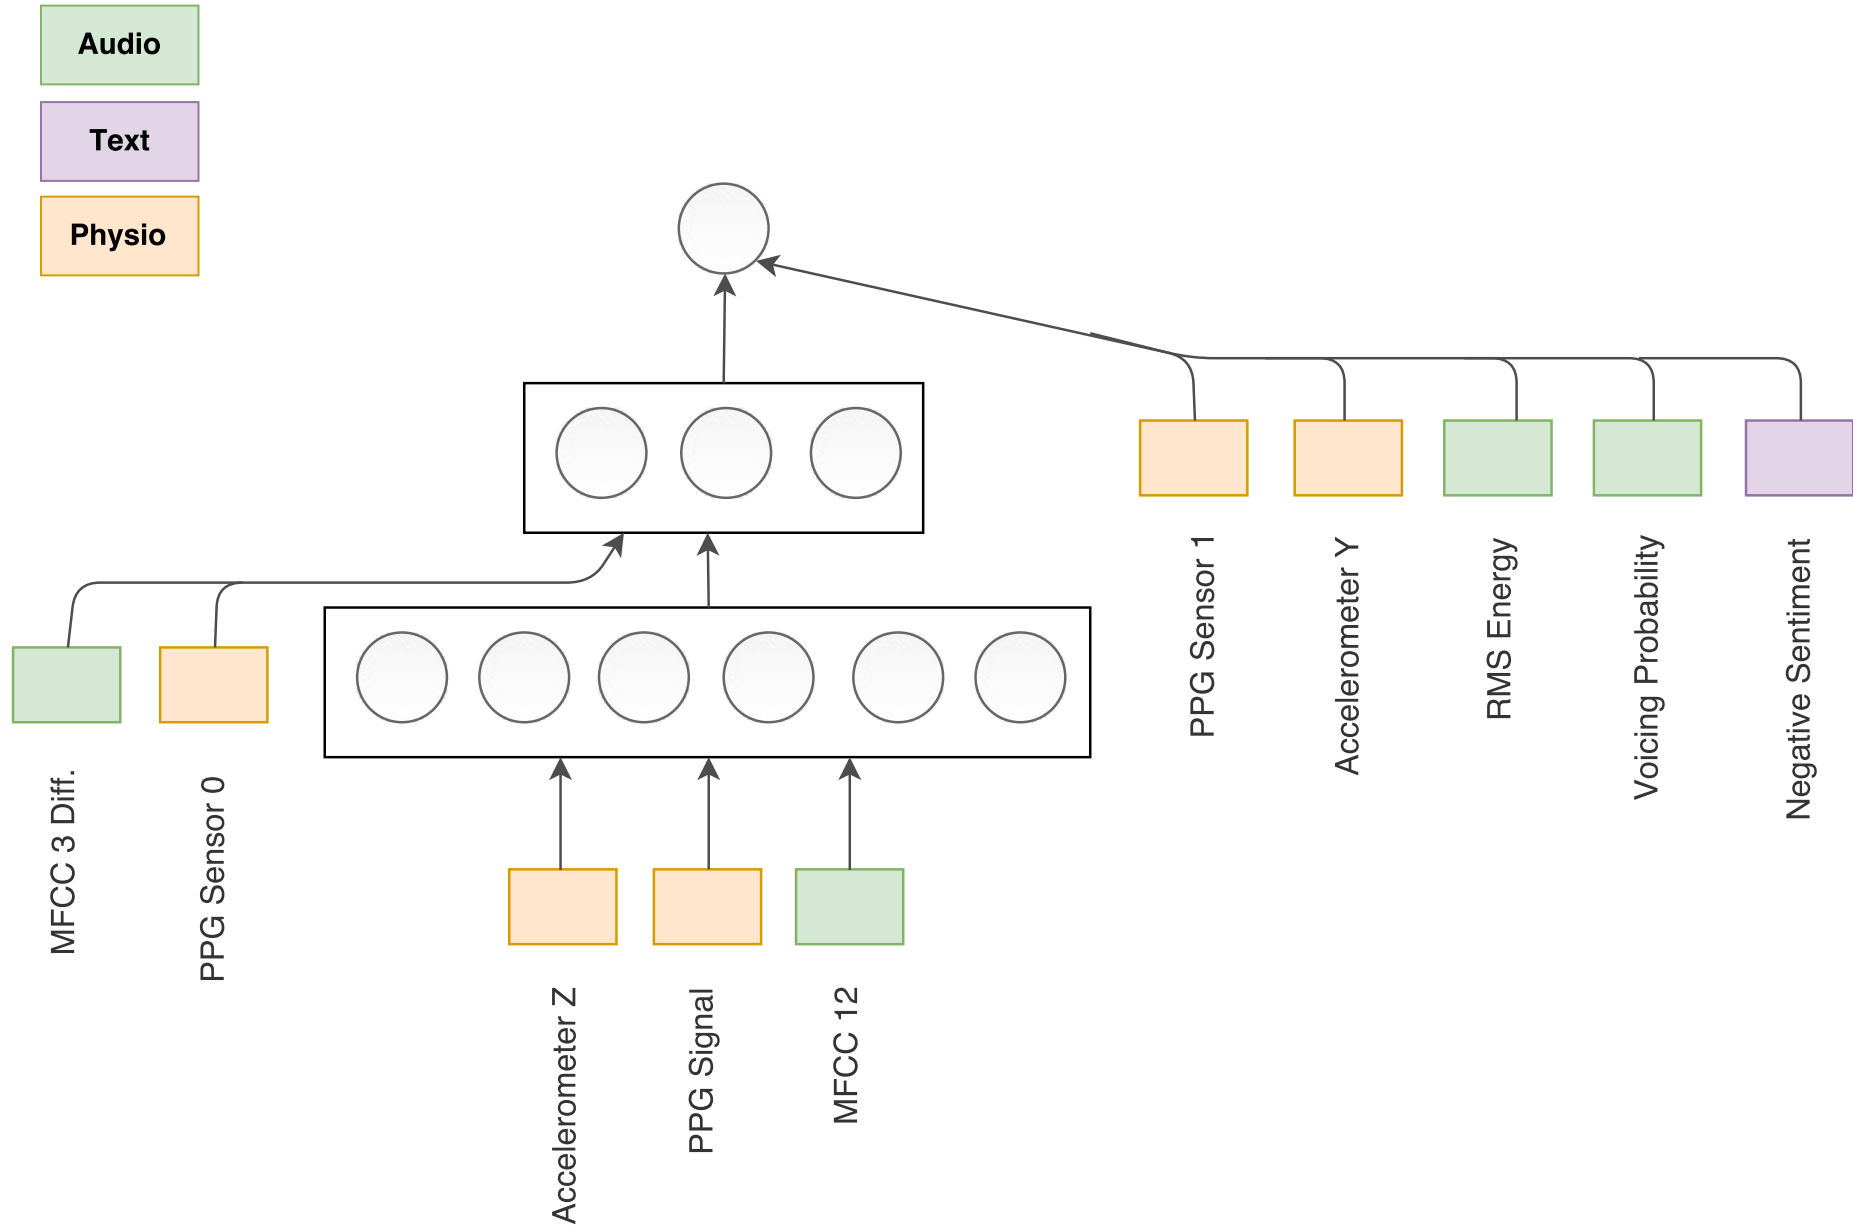 Audio
Text
Physio
PPG Sensor 1
Accelerometer Y
RMS Energy
Voicing Probability
Negative Sentiment
MFCC 3 Diff.
PPG Sensor 0
Accelerometer Z
PPG Signal
MFCC 12